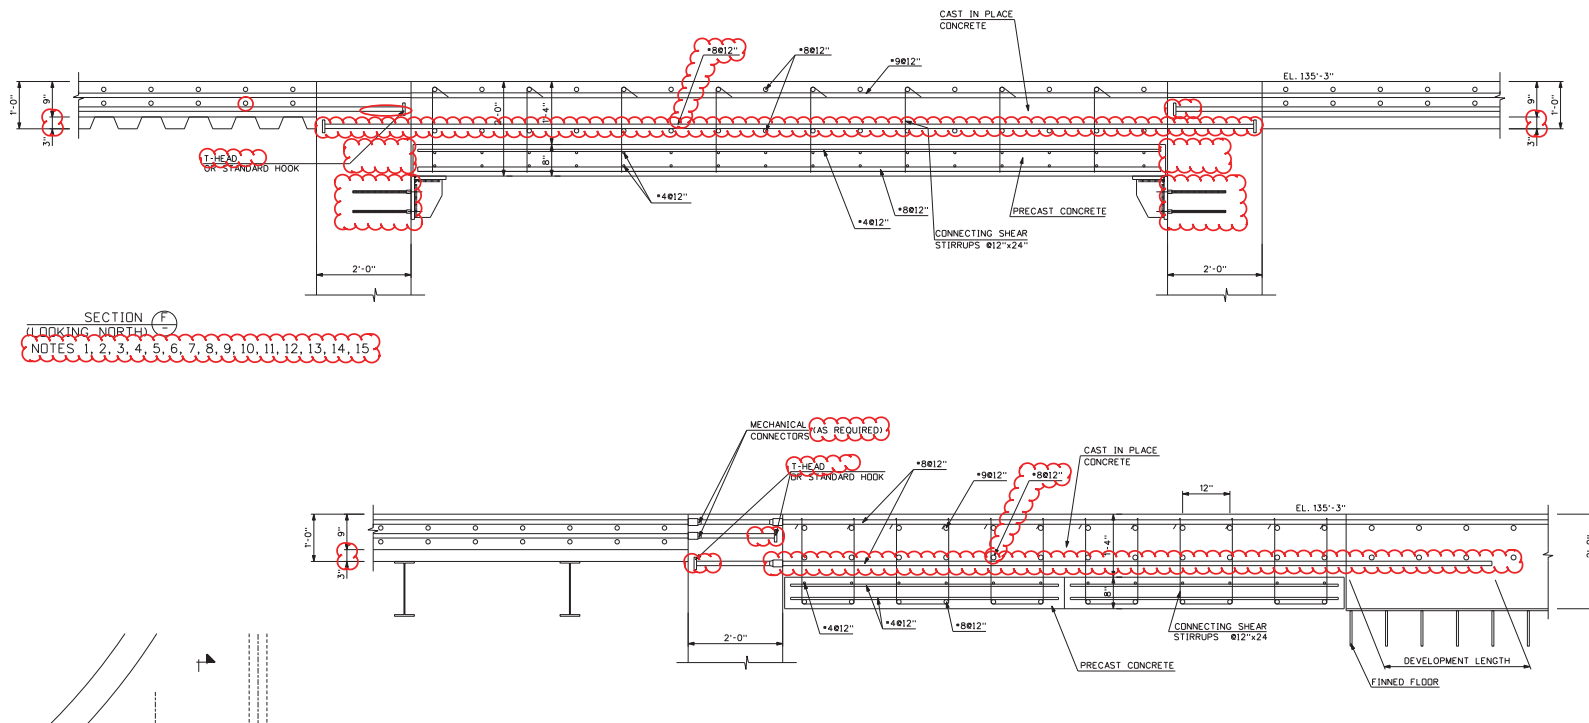 CAST IN PLACE
CONCRETE
•8@12"
•8@12"
•9@12"
EL. 135'-3"
1'-0"
9"
3"
2'-0"
1'-4"
8"
9"
1'-0"
3"
T-HEAD
OR STANDARD HOOK
•4@12"
•8@12"
•4@12"
PRECAST CONCRETE
CONNECTING SHEAR
STIRRUPS @12"x24"
2'-0"
2'-0"
SECTION F
(LOOKING NORTH) -
NOTES 1, 2, 3, 4, 5, 6, 7, 8, 9, 10, 11, 12, 13, 14, 15
MECHANICAL (AS REQUIRED)
CONNECTORS
T-HEAD
OR STANDARD HOOK
•8@12"
•9@12"
•8@12"
CAST IN PLACE
CONCRETE
12"
EL. 135'-3"
1'-0"
9"
3"
1'-4"
8"
•4@12"
•4@12"
•8@12"
CONNECTING SHEAR
STIRRUPS @12"x24
2'-0"
PRECAST CONCRETE
DEVELOPMENT LENGTH
FINNED FLOOR